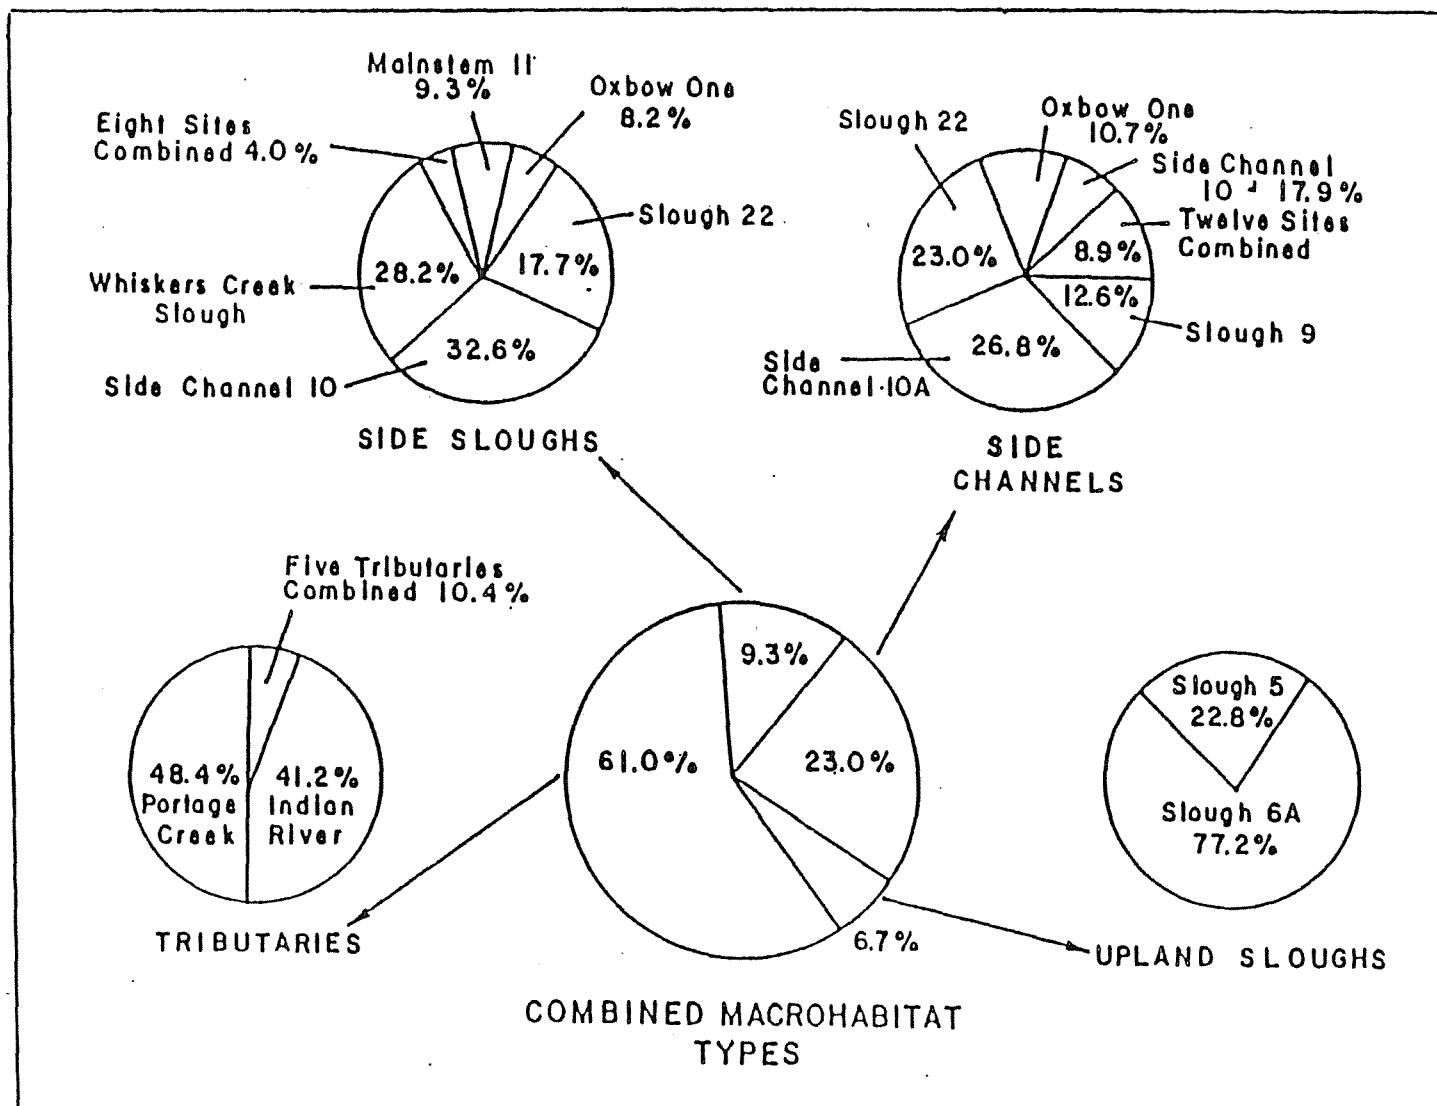 Mainstem 11
9.3%
Oxbow One
8.2%
Eight Sites
Combined 4.0%
Slough 22
17.7%
28.2%
Whiskers Creek
Slough
32.6%
Side Channel 10
SIDE SLOUGHS
Slough 22
Oxbow One
10.7%
Side Channel
10 17.9%
Twelve Sites
Combined
8.9%
23.0%
12.6%
Slough 9
26.8%
Side
Channel 10A
SIDE
CHANNELS
Five Tributaries
Combined 10.4%
48.4%
Portage
Creek
41.2%
Indian
River
TRIBUTARIES
9.3%
61.0%
23.0%
6.7%
COMBINED MACROHABITAT
TYPES
Slough 5
22.8%
Slough 6A
77.2%
UPLAND SLOUGHS